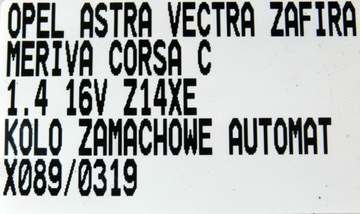 OPEL ASTRA VECTRA ZAFIRA
MERIVA CORSA C
1.4 16V Z14XE
KOLO ZAMACHOWE AUTOMAT
X089/0319